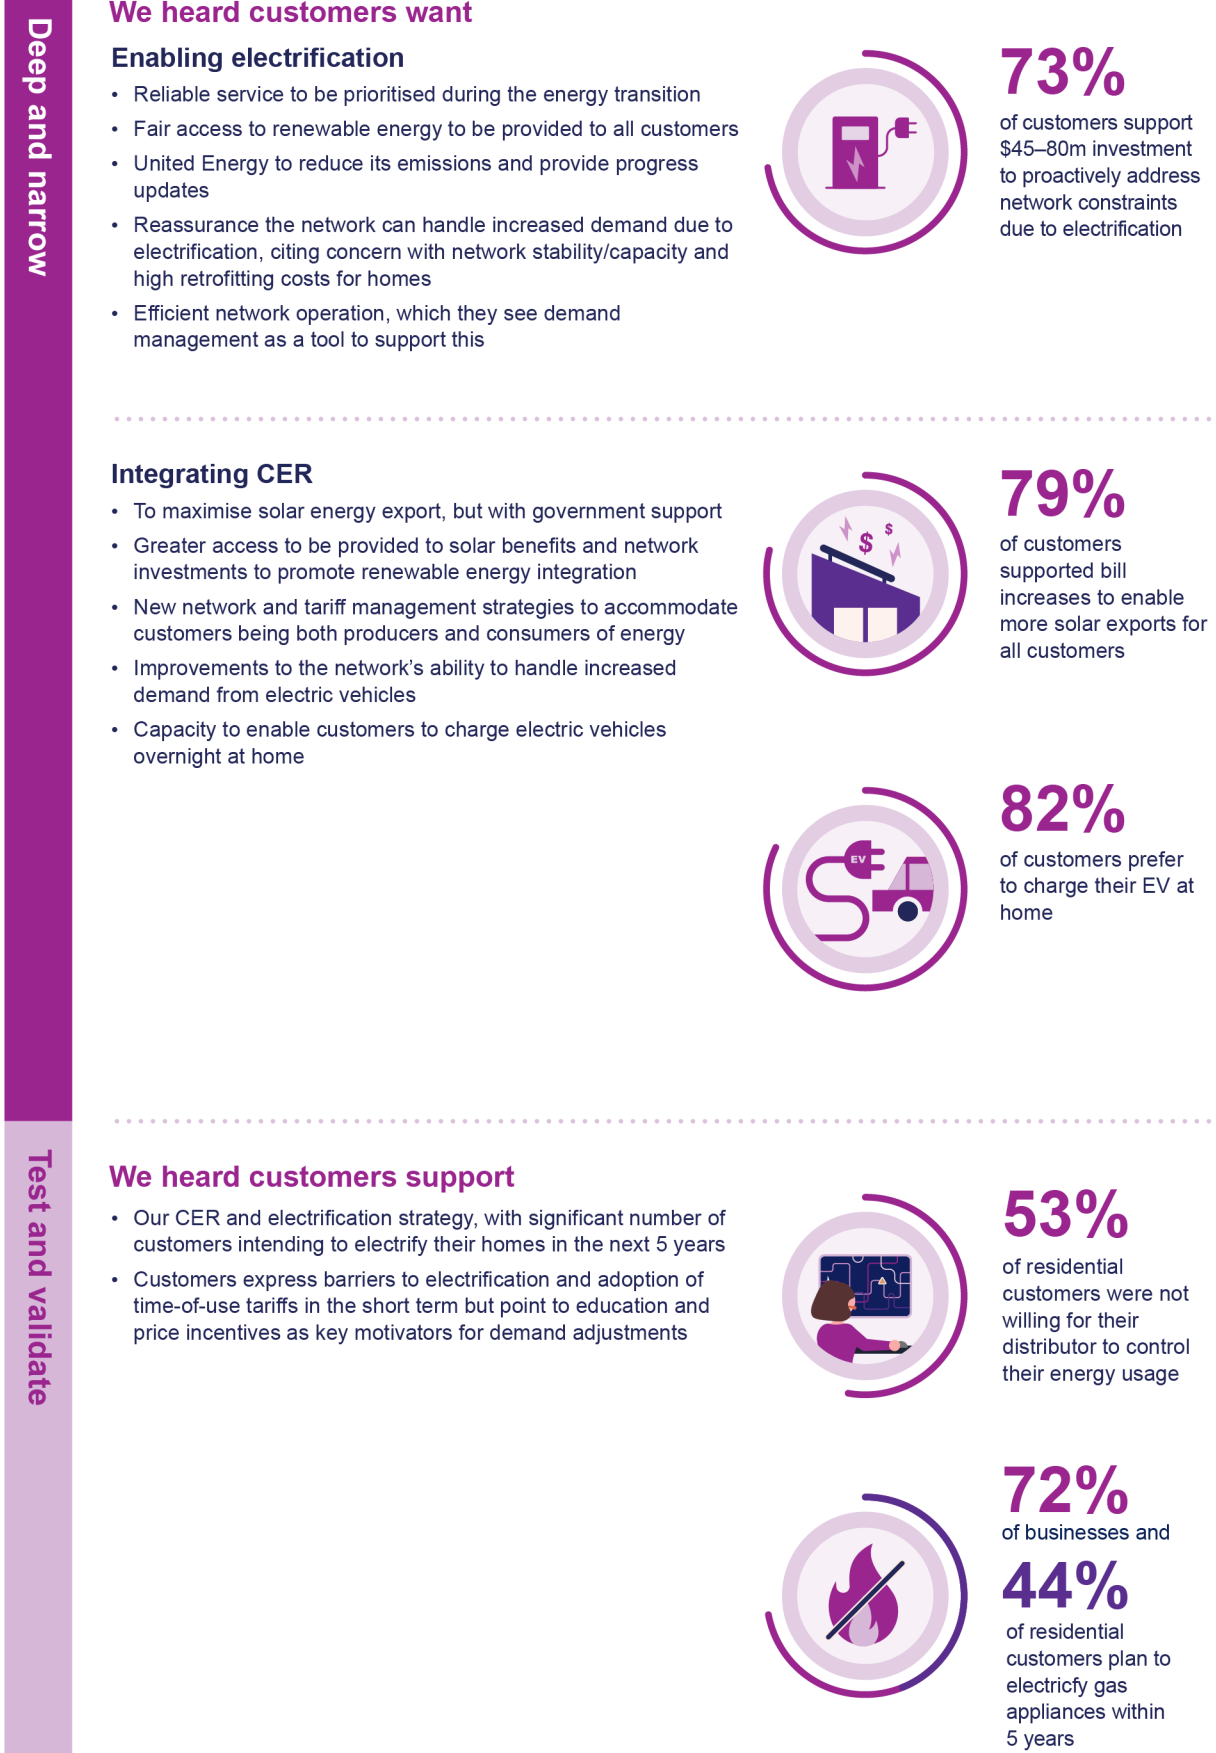 Deep and narrow
We heard customers want
Enabling electrification
• Reliable service to be prioritised during the energy transition
• Fair access to renewable energy to be provided to all customers
• United Energy to reduce its emissions and provide progress
updates
• Reassurance the network can handle increased demand due to
electrification, citing concern with network stability/capacity and
high retrofitting costs for homes
• Efficient network operation, which they see demand
management as a tool to support this
73%
of customers support
$45–80m investment
to proactively address
network constraints
due to electrification
Integrating CER
• To maximise solar energy export, but with government support
• Greater access to be provided to solar benefits and network
investments to promote renewable energy integration
• New network and tariff management strategies to accommodate
customers being both producers and consumers of energy
• Improvements to the network’s ability to handle increased
demand from electric vehicles
• Capacity to enable customers to charge electric vehicles
overnight at home
$ $
79%
of customers
supported bill
increases to enable
more solar exports for
all customers
EV
82%
of customers prefer
to charge their EV at
home
Test and validate
We heard customers support
• Our CER and electrification strategy, with significant number of
customers intending to electrify their homes in the next 5 years
• Customers express barriers to electrification and adoption of
time-of-use tariffs in the short term but point to education and
price incentives as key motivators for demand adjustments
53%
of residential
customers were not
willing for their
distributor to control
their energy usage
72%
of businesses and
44%
of residential
customers plan to
electricfy gas
appliances within
5 years